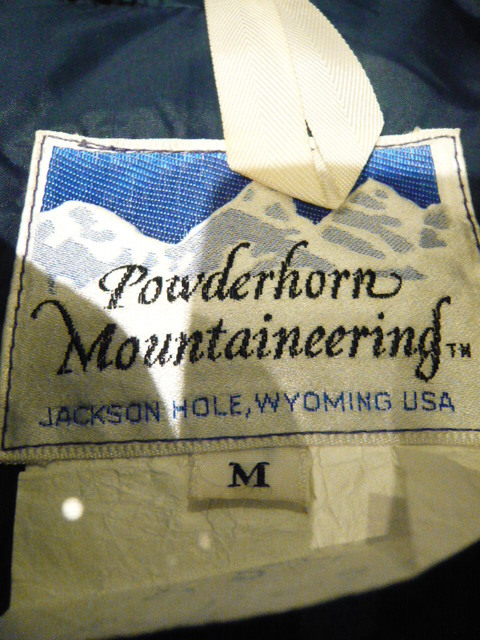 Powderhorn
Mountaineering™
JACKSON HOLE, WYOMING USA
M